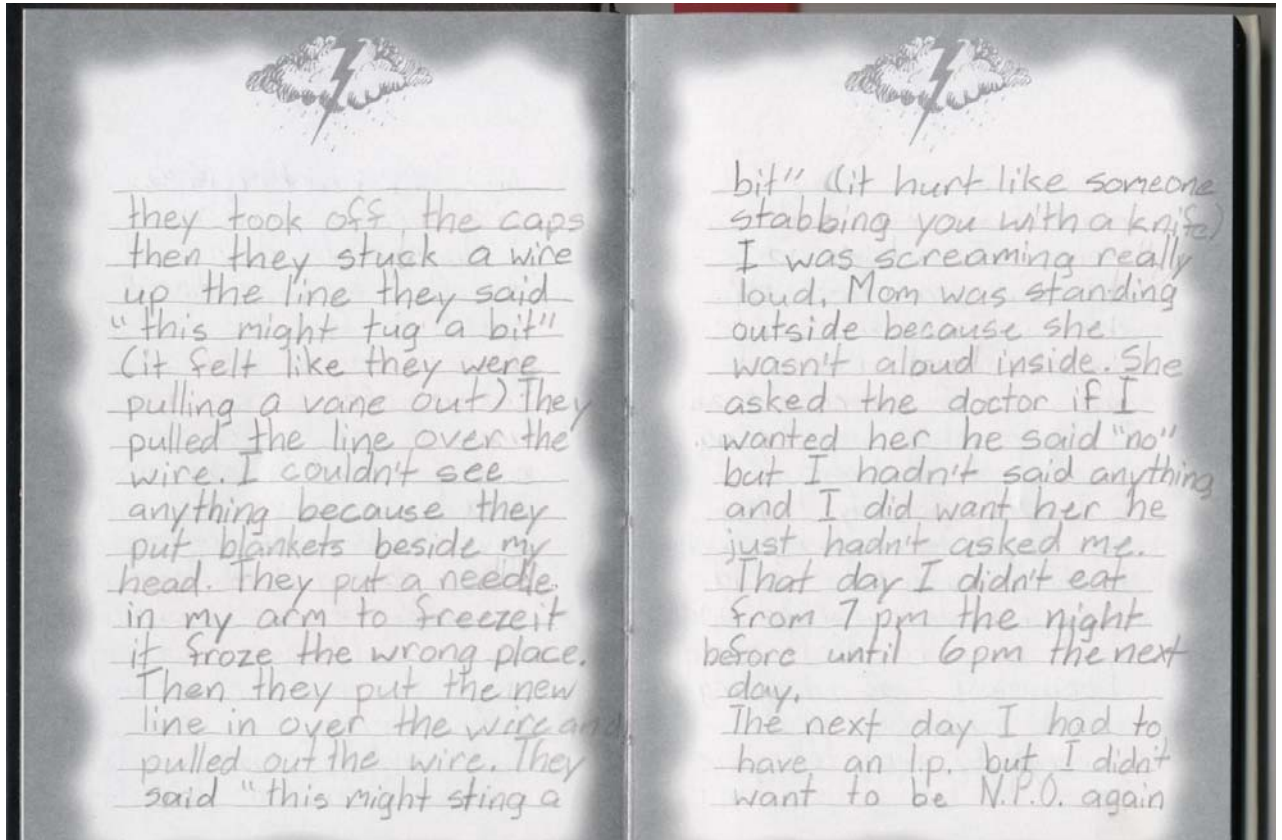 they took off the caps
then they stuck a wire
up the line they said
"this might tug a bit"
(it felt like they were
pulling a vane out) They
pulled the line over the
wire. I couldn't see
anything because they
put blankets beside my
head. They put a needle
in my arm to freeze it
it froze the wrong place.
Then they put the new
line in over the wire and
pulled out the wire. They
said "this might sting a
bit" (it hurt like someone
stabbing you with a knife)
I was screaming really
loud. Mom was standing
outside because she
wasn't aloud inside. She
asked the doctor if I
wanted her he said "no"
but I hadn't said anything
and I did want her he
just hadn't asked me.
That day I didn't eat
from 7 pm the night
before until 6pm the next
day.
The next day I had to
have an l.p. but I didn't
want to be N.P.O. again